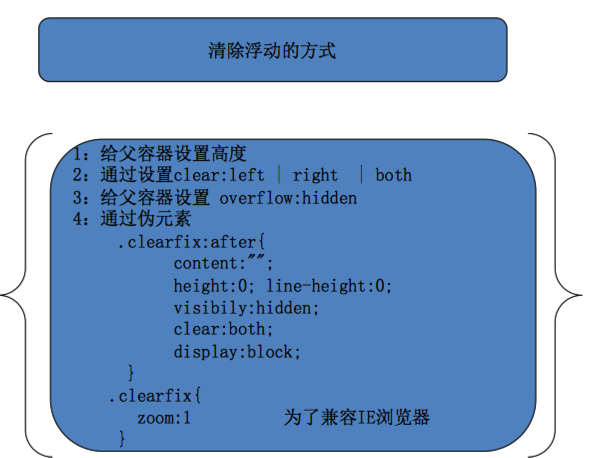 清除浮动的方式
1: 给父容器设置高度
2: 通过设置clear:left | right | both
3: 给父容器设置 overflow:hidden
4: 通过伪元素
.clearfix:after{
content:"";
height:0; line-height:0;
visibily:hidden;
clear:both;
display:block;
}
.clearfix{
zoom:1 为了兼容IE浏览器
}